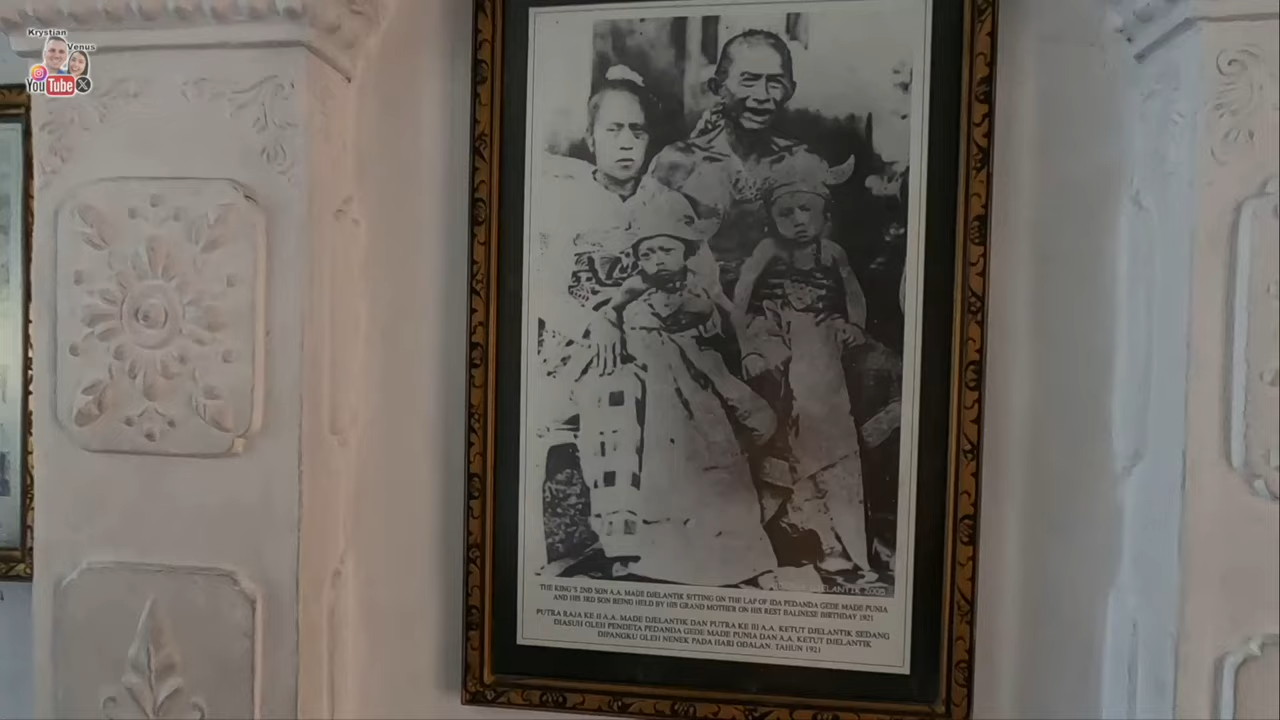 Krystian
Venus
YouTube X
DJELANTIK 2005
THE KING'S 2ND SON A.A. MADE DJELANTIK SITTING ON THE LAP OF IDA PEDANDA GEDE MADE PUNIA
AND HIS 3RD SON BEING HELD BY HIS GRAND MOTHER ON HIS REST BALINESE BIRTHDAY 1921
PUTRA RAJA KE II A.A. MADE DJELANTIK DAN PUTRA KE III A.A. KETUT DJELANTIK SEDANG
DIASUH OLEH PENDETA PEDANDA GEDE MADE PUNIA DAN A.A. KETUT DJELANTIK
DIPANGKU OLEH NENEK PADA HARI ODALAN. TAHUN 1921